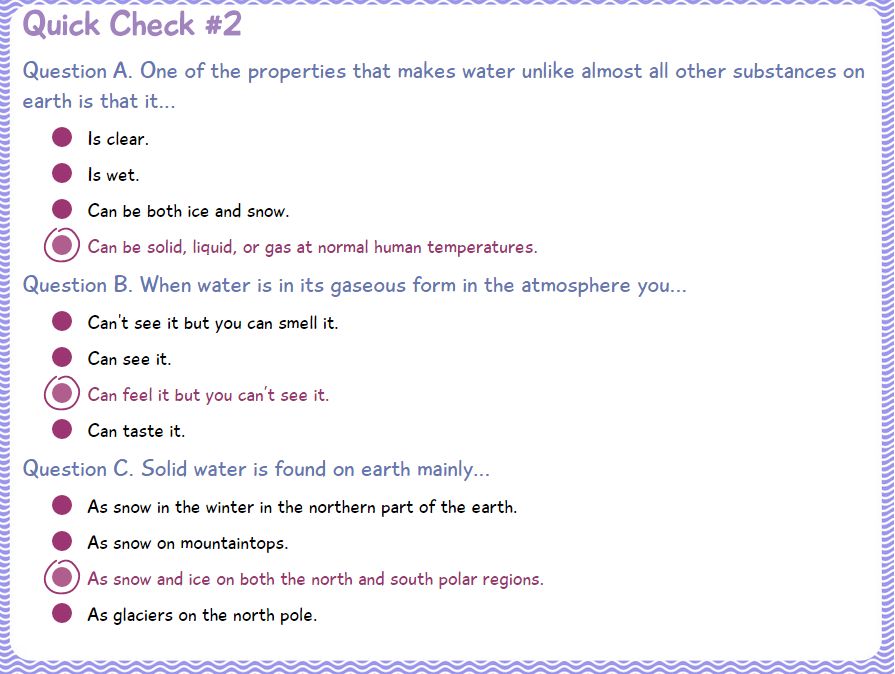 Quick Check #2
Question A. One of the properties that makes water unlike almost all other substances on
earth is that it...
Is clear.
Is wet.
Can be both ice and snow.
Can be solid, liquid, or gas at normal human temperatures.
Question B. When water is in its gaseous form in the atmosphere you...
Can't see it but you can smell it.
Can see it.
Can feel it but you can't see it.
Can taste it.
Question C. Solid water is found on earth mainly...
As snow in the winter in the northern part of the earth.
As snow on mountaintops.
As snow and ice on both the north and south polar regions.
As glaciers on the north pole.